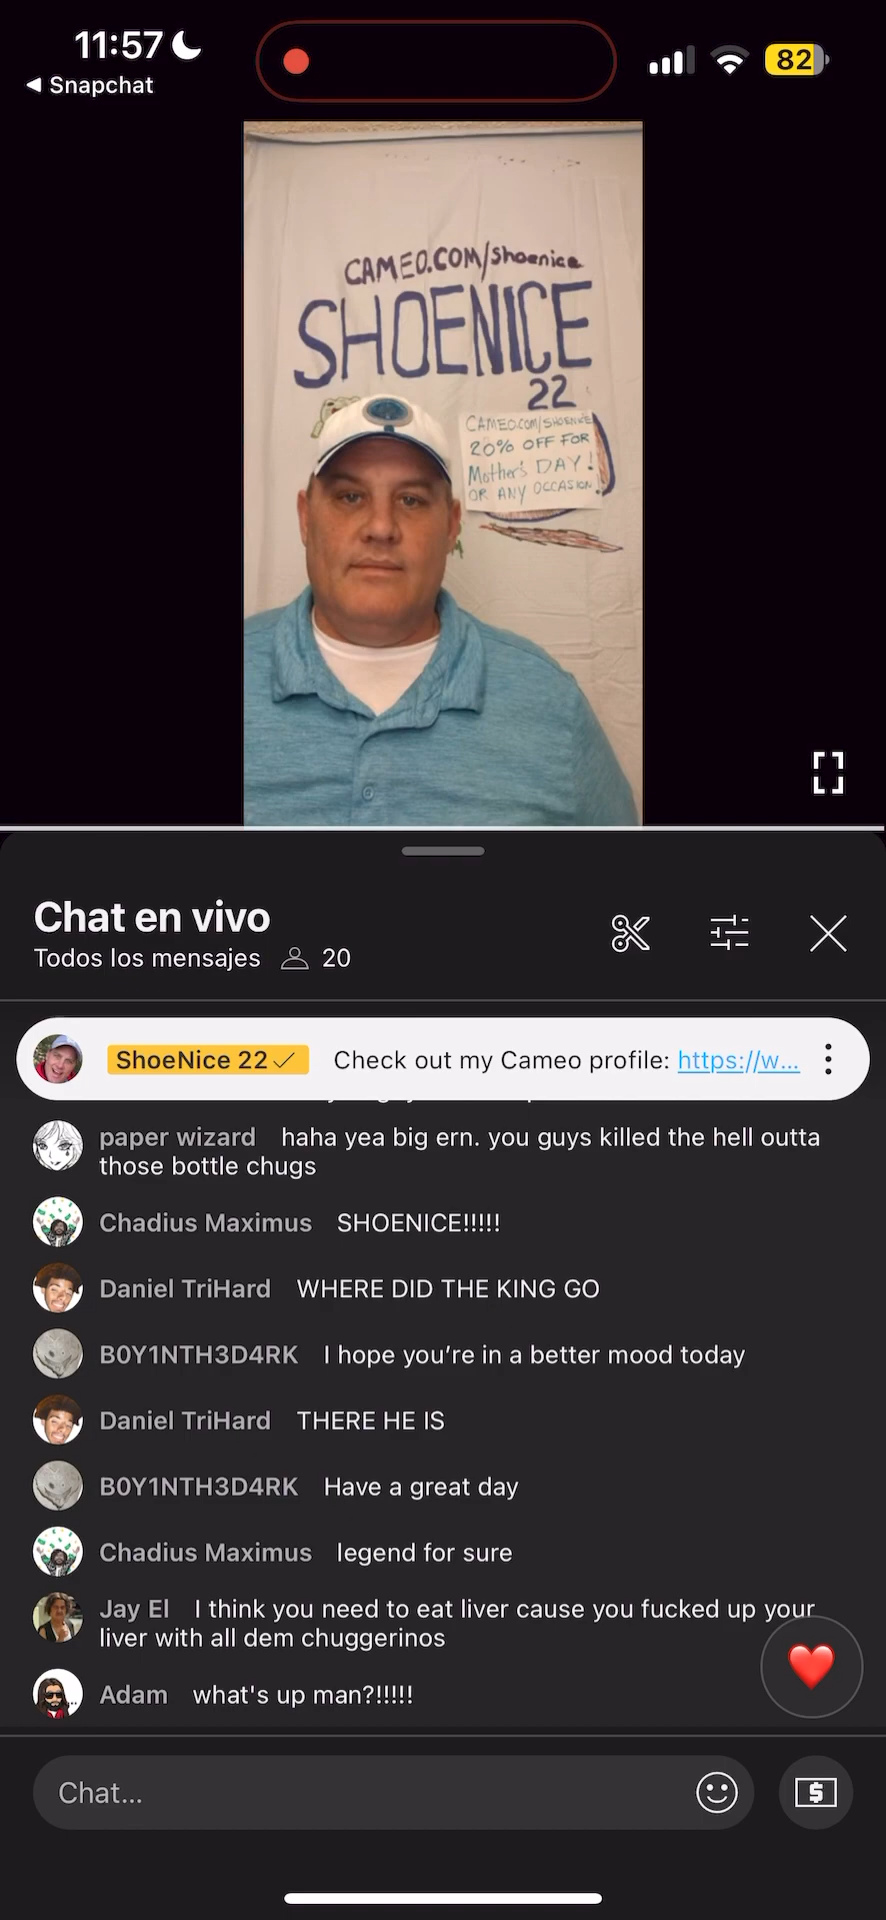 11:57
82
Snapchat
CAMEO.COM/shoenice
SHOENICE
22
CAMEO.COM/SHOENICE
20% OFF FOR
Mother's DAY!
OR ANY OCCASION!
Chat en vivo
Todos los mensajes 20
ShoeNice 22 Check out my Cameo profile: https://w...
paper wizard haha yea big ern. you guys killed the hell outta
those bottle chugs
Chadius Maximus SHOENICE!!!!!
Daniel TriHard WHERE DID THE KING GO
B0Y1NTH3D4RK I hope you’re in a better mood today
Daniel TriHard THERE HE IS
B0Y1NTH3D4RK Have a great day
Chadius Maximus legend for sure
Jay El I think you need to eat liver cause you fucked up your
liver with all dem chuggerinos
Adam what's up man?!!!!!
Chat...